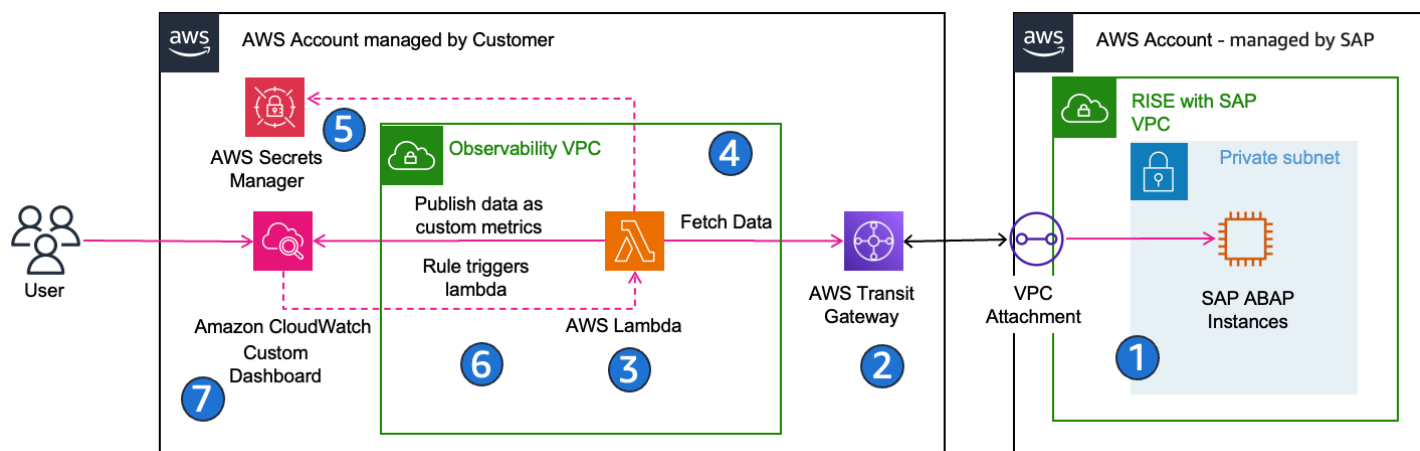 aws
AWS Account managed by Customer
AWS Secrets
Manager
5
Observability VPC
4
Publish data as
custom metrics
Fetch Data
Rule triggers
lambda
User
Amazon CloudWatch
Custom
Dashboard
7
6
AWS Lambda
3
AWS Transit
Gateway
2
aws
AWS Account - managed by SAP
RISE with SAP
VPC
Private subnet
VPC
Attachment
SAP ABAP
Instances
1